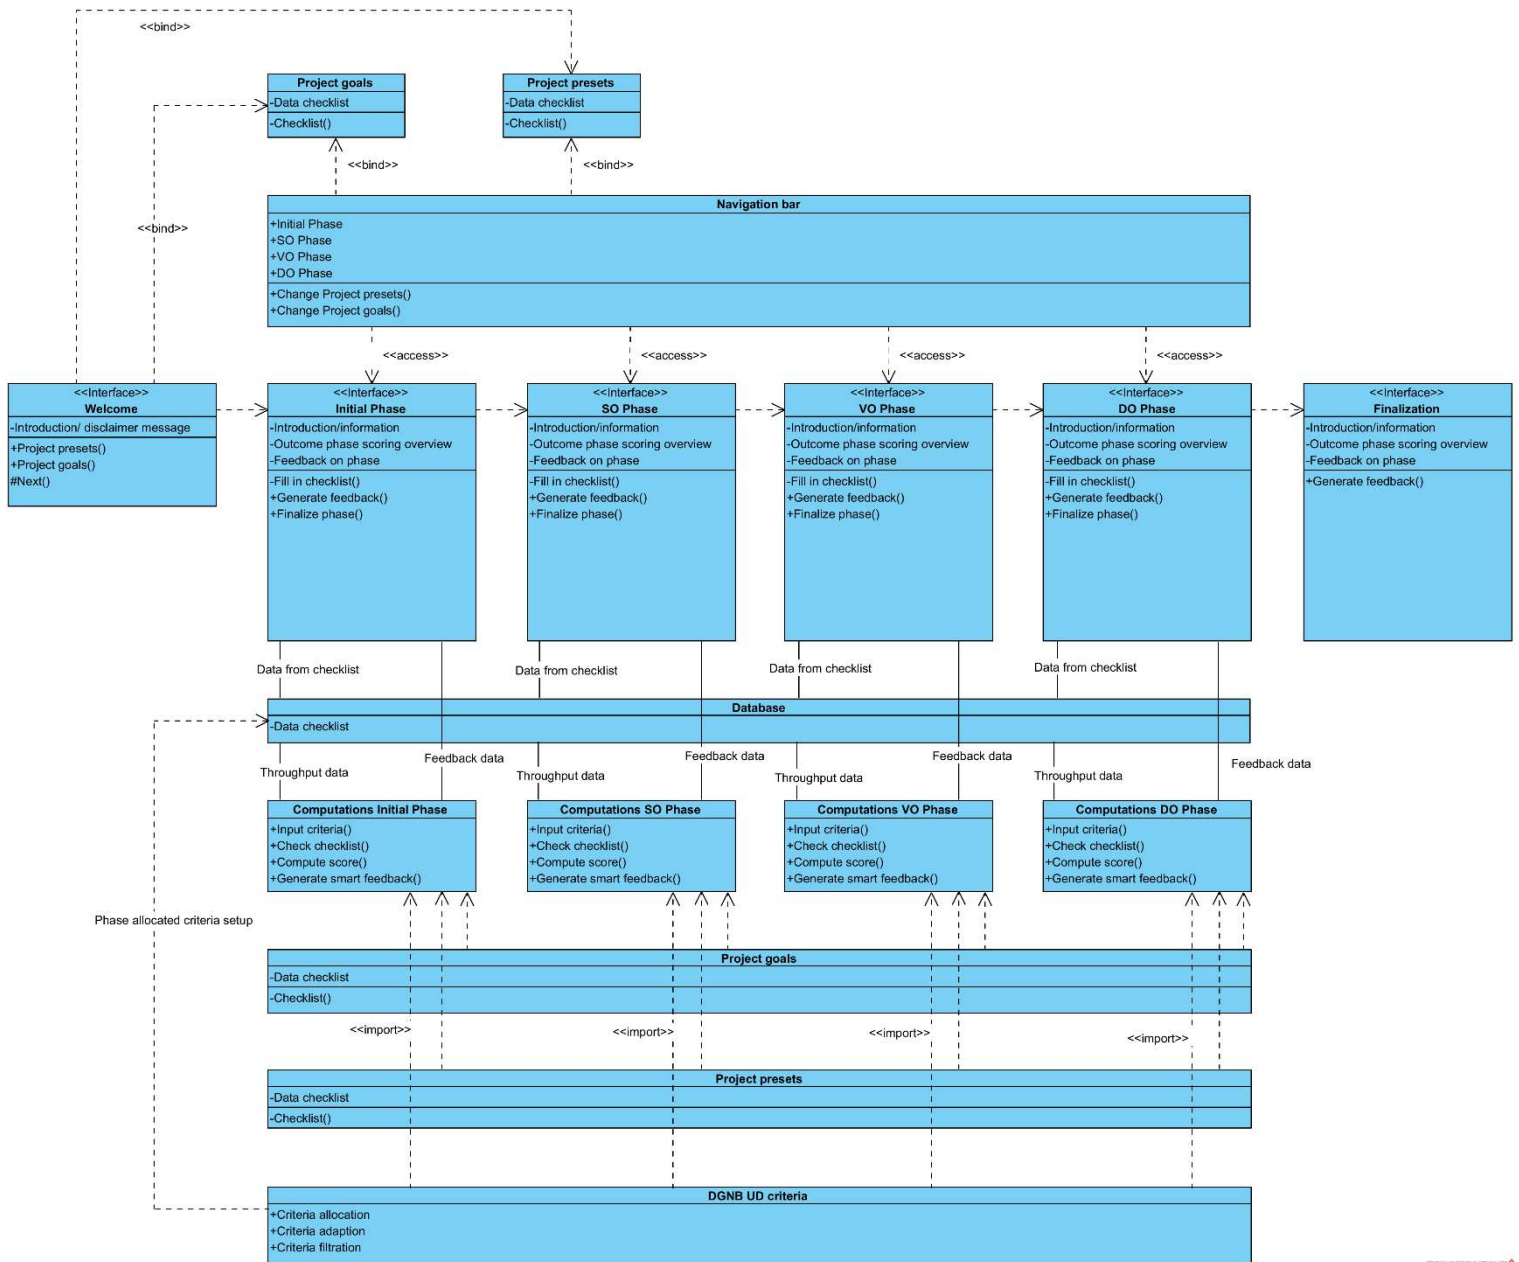 <<bind>>
Project goals
-Data checklist
-Checklist()
Project presets
-Data checklist
-Checklist()
<<bind>>
<<bind>>
<<bind>>
Navigation bar
+Initial Phase
+SO Phase
+VO Phase
+DO Phase
+Change Project presets()
+Change Project goals()
<<access>>
<<access>>
<<access>>
<<access>>
<<Interface>>
Welcome
-Introduction/ disclaimer message
+Project presets()
+Project goals()
#Next()
<<Interface>>
Initial Phase
-Introduction/information
-Outcome phase scoring overview
-Feedback on phase
-Fill in checklist()
+Generate feedback()
+Finalize phase()
<<Interface>>
SO Phase
-Introduction/information
-Outcome phase scoring overview
-Feedback on phase
-Fill in checklist()
+Generate feedback()
+Finalize phase()
<<Interface>>
VO Phase
-Introduction/information
-Outcome phase scoring overview
-Feedback on phase
-Fill in checklist()
+Generate feedback()
+Finalize phase()
<<Interface>>
DO Phase
-Introduction/information
-Outcome phase scoring overview
-Feedback on phase
-Fill in checklist()
+Generate feedback()
+Finalize phase()
<<Interface>>
Finalization
-Introduction/information
-Outcome phase scoring overview
-Feedback on phase
+Generate feedback()
Data from checklist
Data from checklist
Data from checklist
Data from checklist
Database
-Data checklist
Throughput data
Feedback data
Throughput data
Feedback data
Throughput data
Feedback data
Throughput data
Feedback data
Computations Initial Phase
+Input criteria()
+Check checklist()
+Compute score()
+Generate smart feedback()
Computations SO Phase
+Input criteria()
+Check checklist()
+Compute score()
+Generate smart feedback()
Computations VO Phase
+Input criteria()
+Check checklist()
+Compute score()
+Generate smart feedback()
Computations DO Phase
+Input criteria()
+Check checklist()
+Compute score()
+Generate smart feedback()
Phase allocated criteria setup
Project goals
-Data checklist
-Checklist()
<<import>>
<<import>>
<<import>>
<<import>>
Project presets
-Data checklist
-Checklist()
DGNB UD criteria
+Criteria allocation
+Criteria adaption
+Criteria filtration